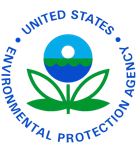 UNITED STATES
ENVIRONMENTAL PROTECTION AGENCY